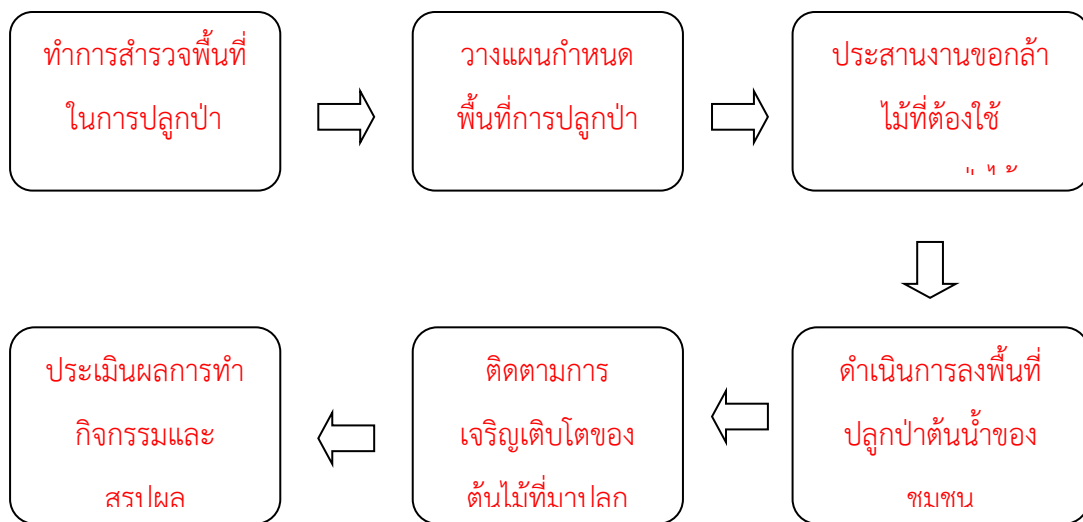 ทำการสำรวจพื้นที่
ในการปลูกป่า
วางแผนกำหนด
พื้นที่การปลูกป่า
ประสานงานขอกล้า
ไม้ที่ต้องใช้
ดำเนินการลงพื้นที่
ปลูกป่าต้นน้ำของ
ชุมชน
ติดตามการ
เจริญเติบโตของ
ต้นไม้ที่มาปลูก
ประเมินผลการทำ
กิจกรรมและ
สรุปผล